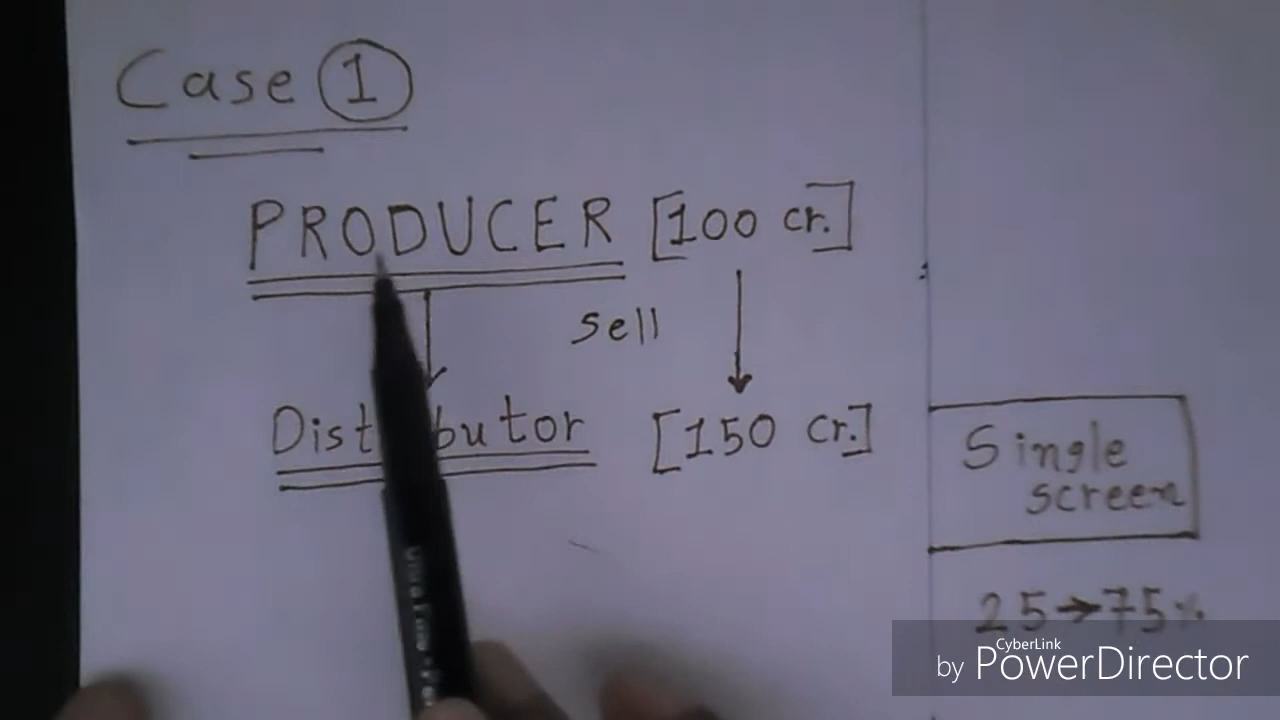 Case 1
PRODUCER [100 cr.]
Sell
Distributor [150 cr.]
Single
screen
25→75%
CyberLink
by PowerDirector